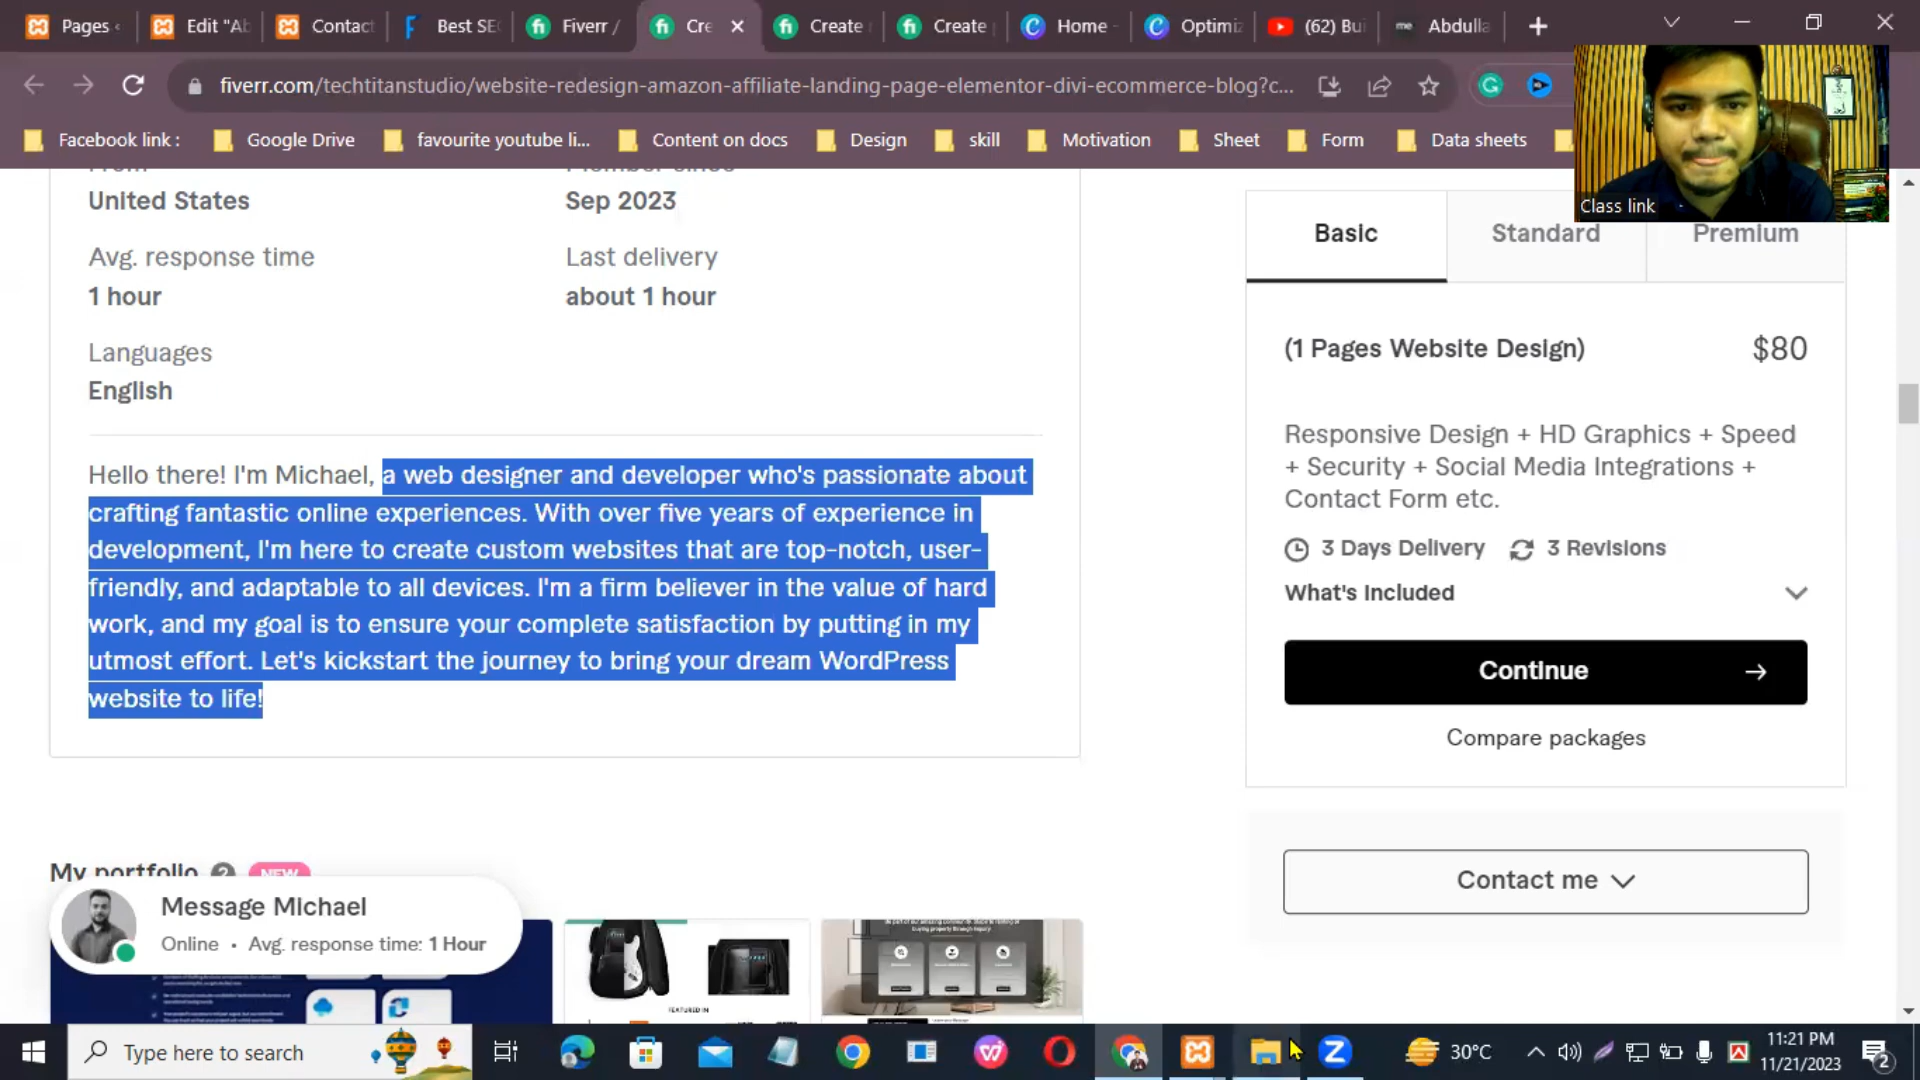 Pages
Edit "Ab
Contact
Best SE
Fiverr /
Cre
Create
Create
Home -
Optimiz
(62) Bui
Abdulla
fiverr.com/techtitanstudio/website-redesign-amazon-affiliate-landing-page-elementor-divi-ecommerce-blog?c...
Facebook link :
Google Drive
favourite youtube li...
Content on docs
Design
skill
Motivation
Sheet
Form
Data sheets
Class link
United States
Sep 2023
Avg. response time
Last delivery
1 hour
about 1 hour
Languages
English
Hello there! I'm Michael, a web designer and developer who's passionate about
crafting fantastic online experiences. With over five years of experience in
development, I'm here to create custom websites that are top-notch, user-
friendly, and adaptable to all devices. I'm a firm believer in the value of hard
work, and my goal is to ensure your complete satisfaction by putting in my
utmost effort. Let's kickstart the journey to bring your dream WordPress
website to life!
Basic
Standard
Premium
(1 Pages Website Design)
$80
Responsive Design + HD Graphics + Speed
+ Security + Social Media Integrations +
Contact Form etc.
3 Days Delivery
3 Revisions
What's Included
Continue
Compare packages
Contact me
My portfolio
NEW
Message Michael
Online • Avg. response time: 1 Hour
FEATURED IN
Type here to search
30°C
11:21 PM
11/21/2023
2